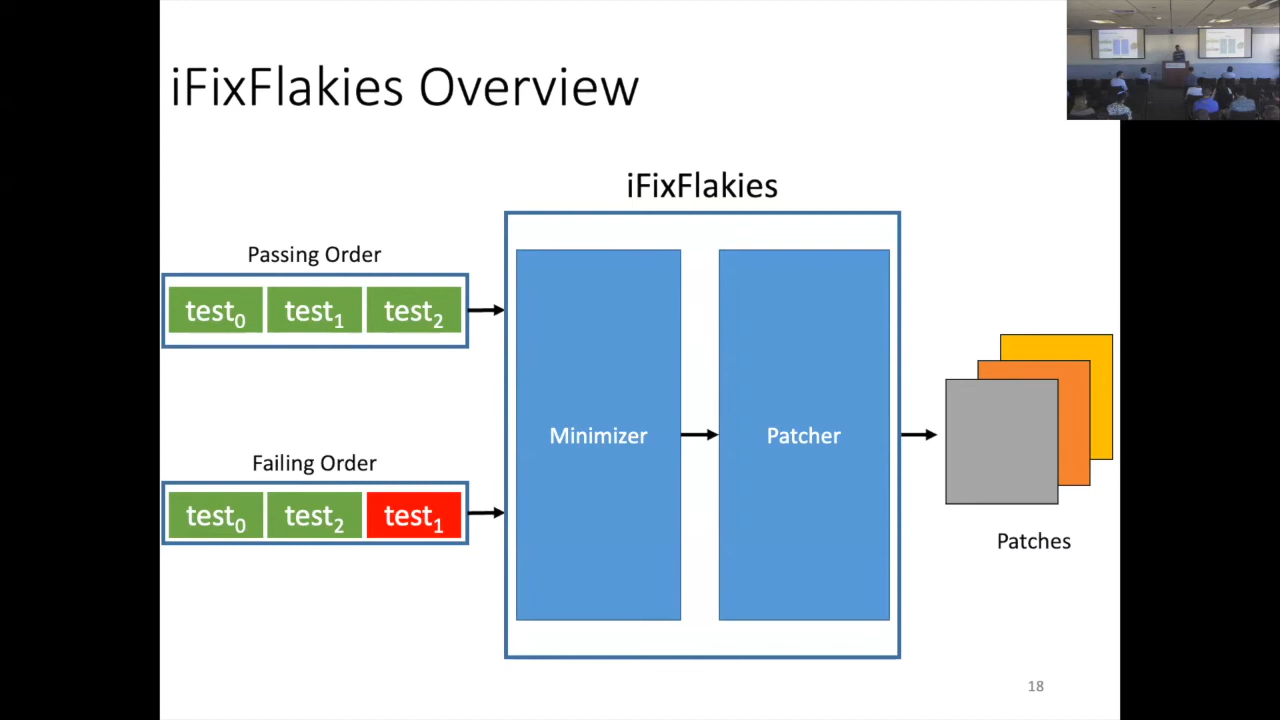 iFixFlakies Overview
iFixFlakies
Passing Order
test0 test1 test2
Minimizer
Patcher
Failing Order
test0 test2 test1
Patches
18